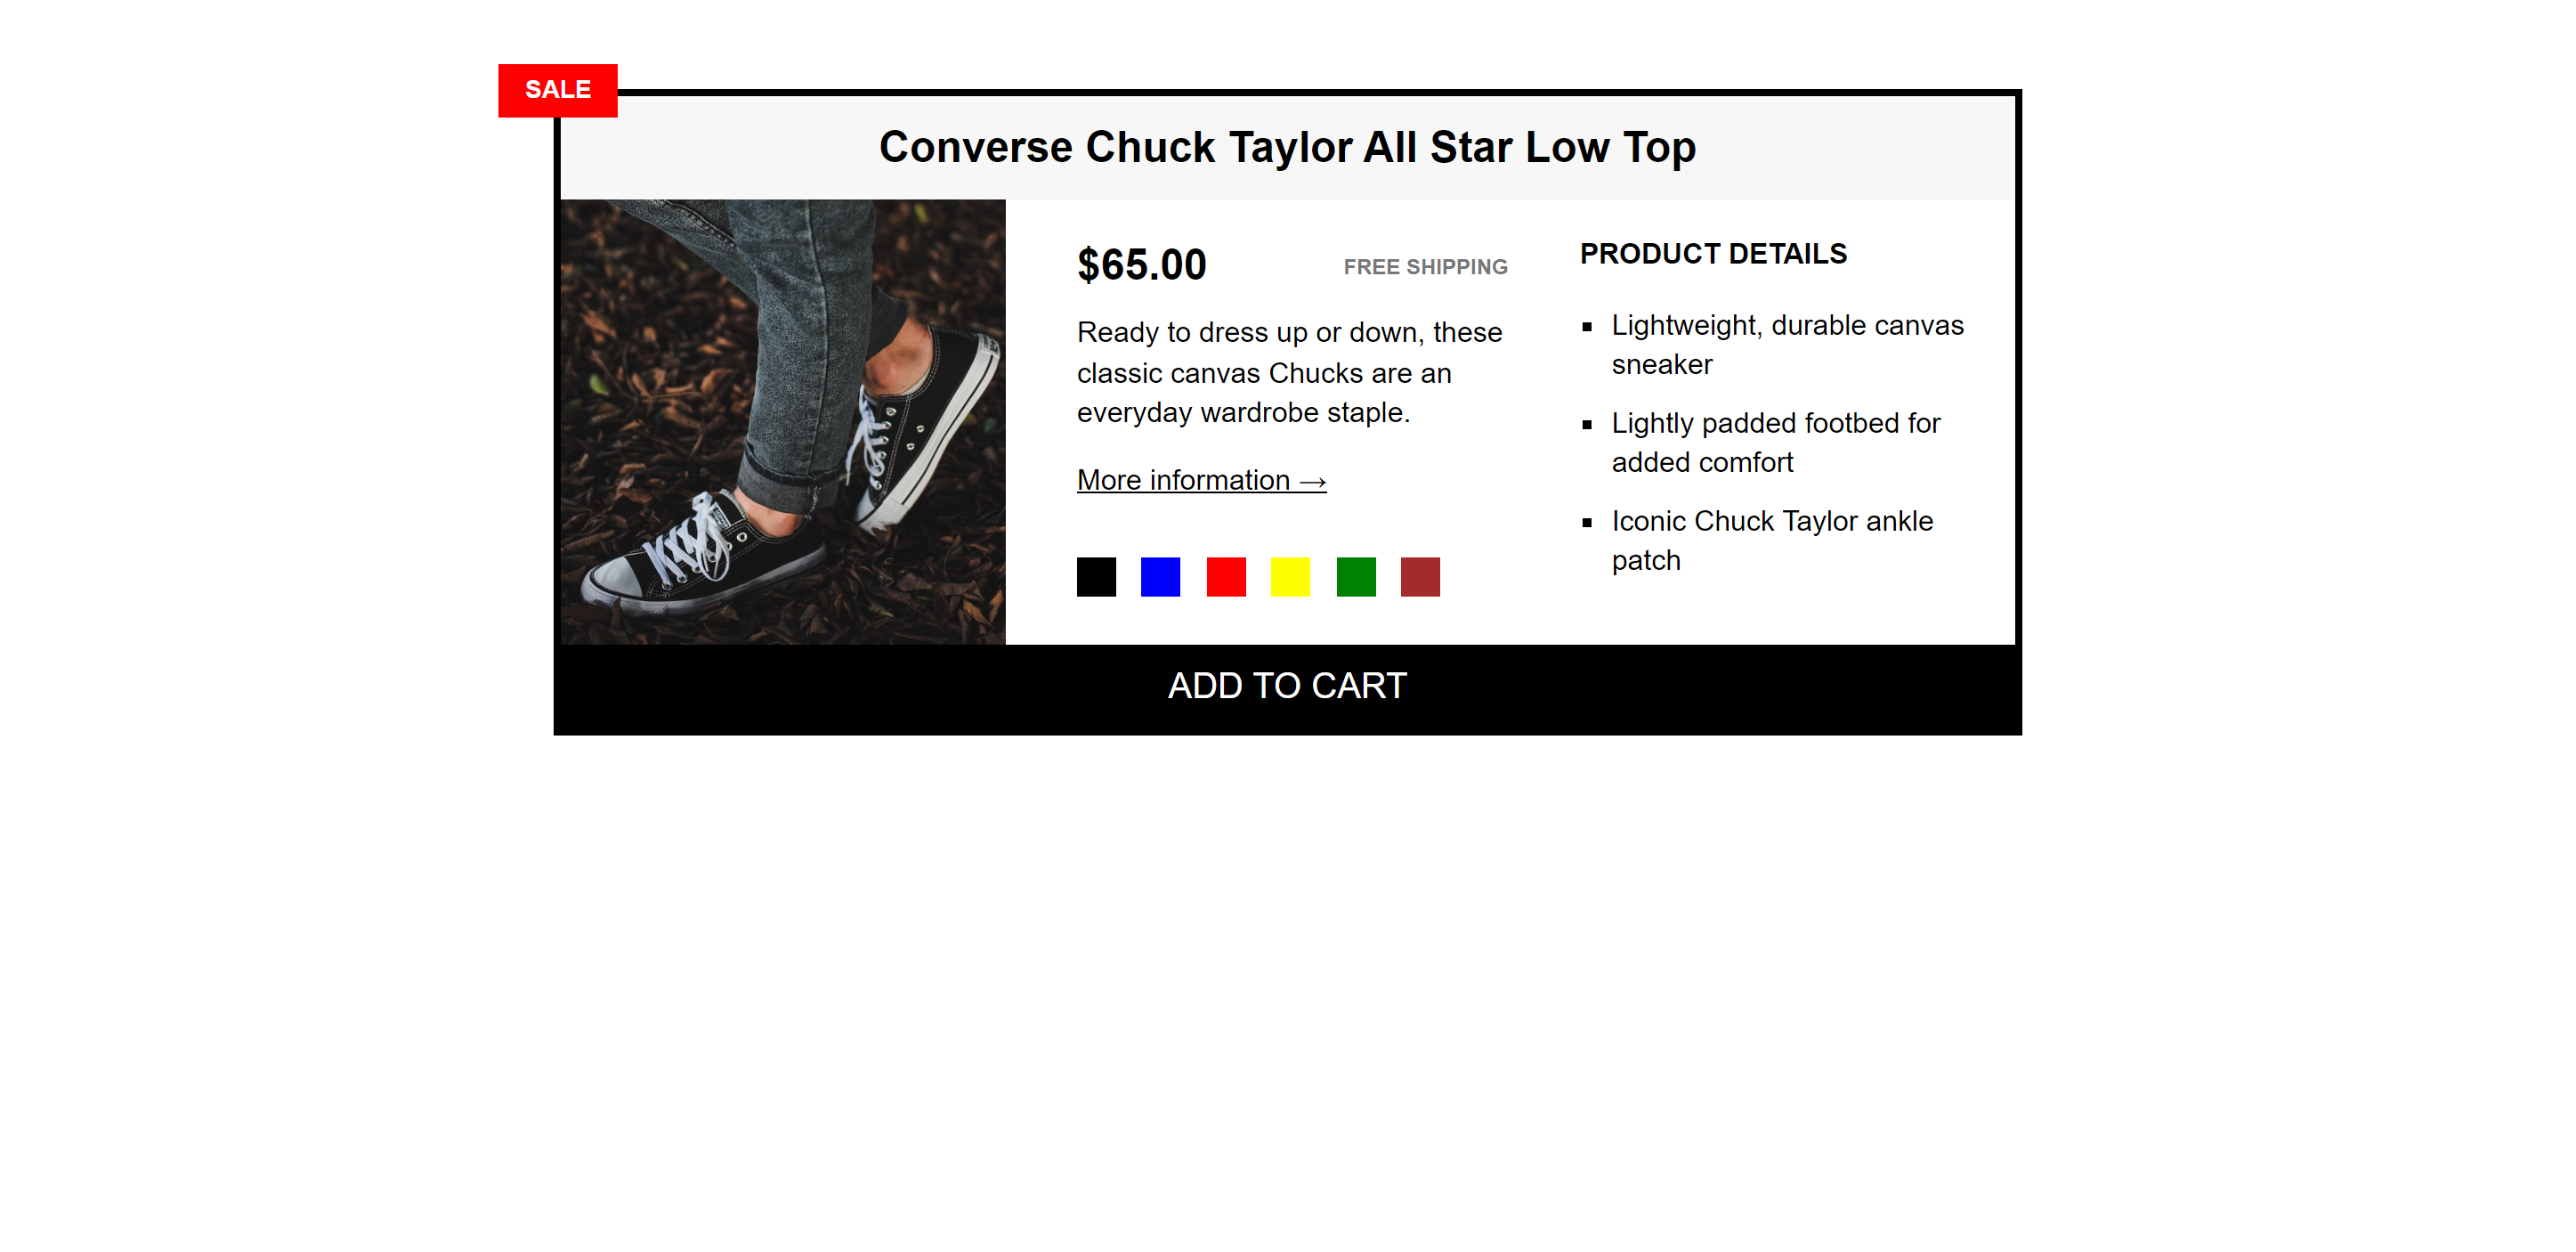 SALE
Converse Chuck Taylor All Star Low Top
$65.00
FREE SHIPPING
Ready to dress up or down, these
classic canvas Chucks are an
everyday wardrobe staple.
More information →
PRODUCT DETAILS
Lightweight, durable canvas
sneaker
Lightly padded footbed for
added comfort
Iconic Chuck Taylor ankle
patch
ADD TO CART